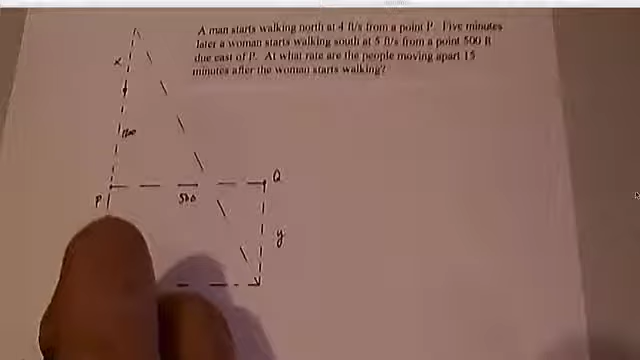 A man starts walking north at 4 ft/s from a point P. Five minutes
later a woman starts walking south at 5 ft/s from a point 500 ft
due east of P. At what rate are the people moving apart 15
minutes after the woman starts walking?
x
1200
P
500
Q
y